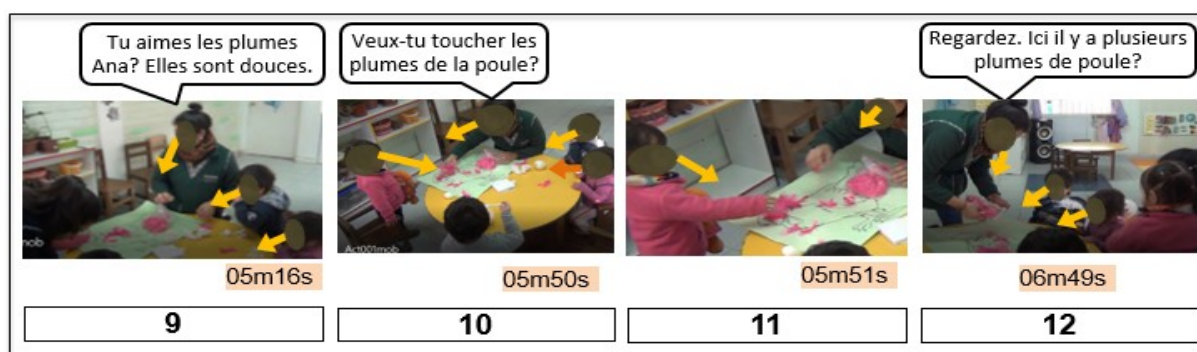 Tu aimes les plumes
Ana? Elles sont douces.
Veux-tu toucher les
plumes de la poule?
Regardez. Ici il y a plusieurs
plumes de poule?
Act001mob
05m16s
05m50s
05m51s
06m49s
9
10
11
12